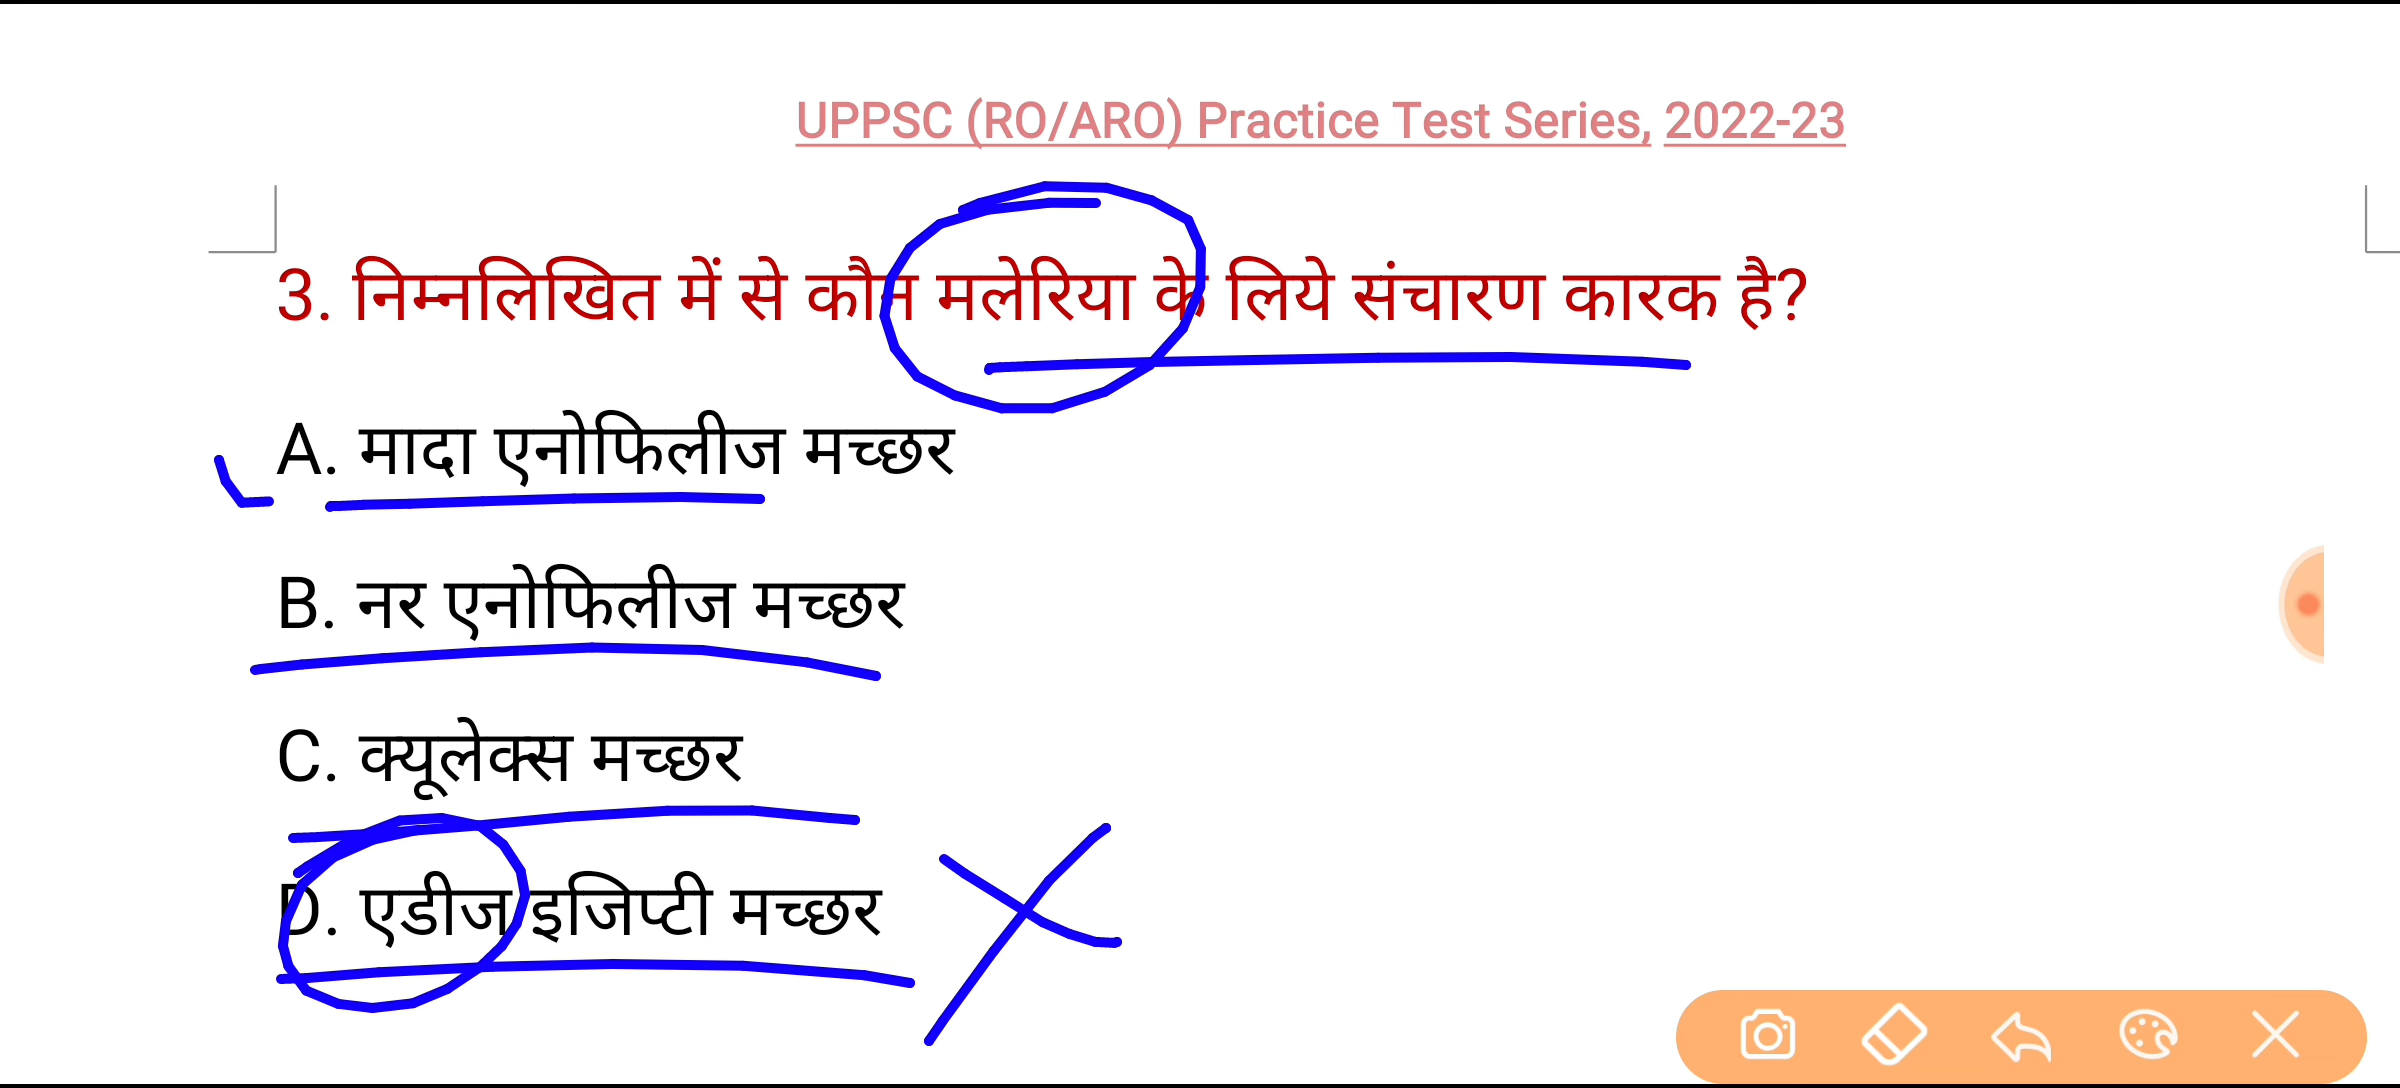 UPPSC (RO/ARO) Practice Test Series, 2022-23
3. निम्नलिखित में से कौन मलेरिया के लिये संचारण कारक है?
A. मादा एनोफिलीज मच्छर
B. नर एनोफिलीज मच्छर
C. क्यूलेक्स मच्छर
D. एडीज इजिप्टी मच्छर